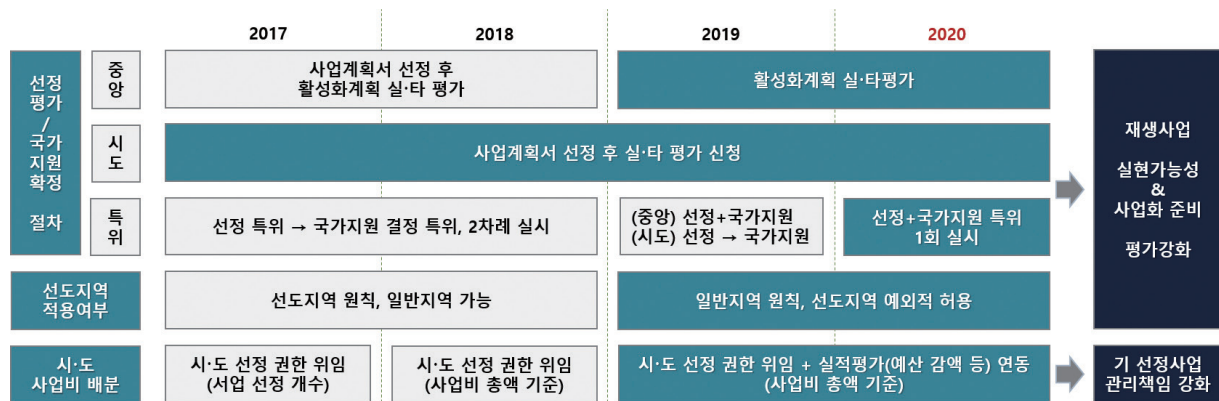 2017
2018
2019
2020
선정
평가
/
국가
지원
확정
절차
중
앙
사업계획서 선정 후
활성화계획 실·타 평가
활성화계획 실·타평가
시
도
사업계획서 선정 후 실·타 평가 신청
특
위
선정 특위 → 국가지원 결정 특위, 2차례 실시
(중앙) 선정+국가지원
(시도) 선정 → 국가지원
선정+국가지원 특위
1회 실시
재생사업
실현가능성
&
사업화 준비
평가강화
선도지역
적용여부
선도지역 원칙, 일반지역 가능
일반지역 원칙, 선도지역 예외적 허용
시·도
사업비 배분
시·도 선정 권한 위임
(서업 선정 개수)
시·도 선정 권한 위임
(사업비 총액 기준)
시·도 선정 권한 위임 + 실적평가(예산 감액 등) 연동
(사업비 총액 기준)
기 선정사업
관리책임 강화